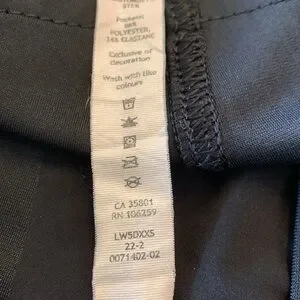 Pockets:
86%
POLYESTER,
14% ELASTANE
Exclusive of
decoration
Wash with like
colours
CA 35801
RN 106259
LW5DXXS
22-2
0071402-02